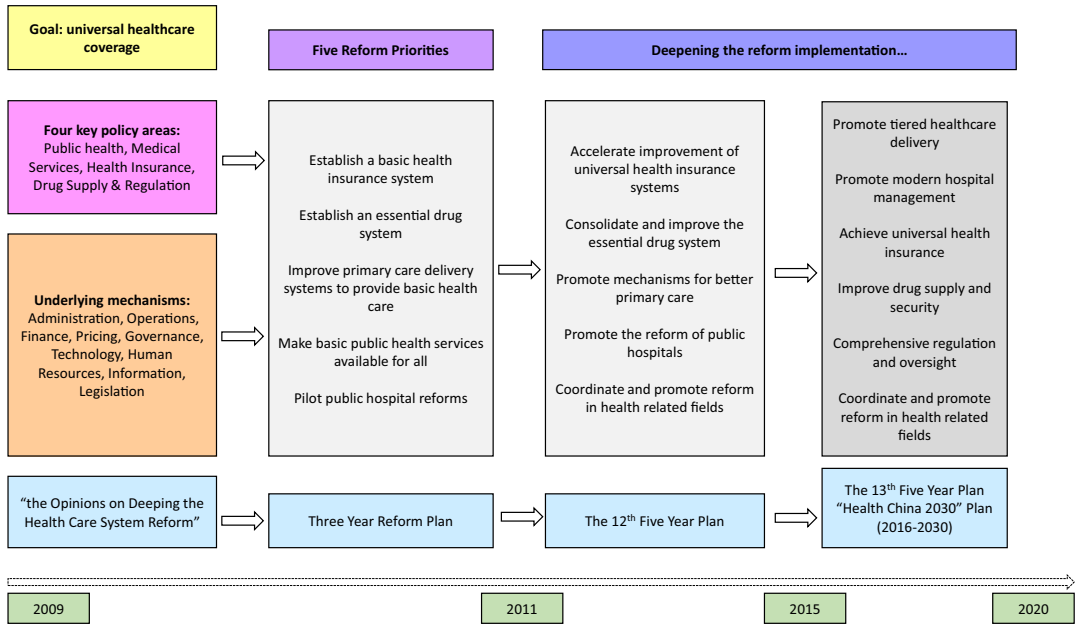 Goal: universal healthcare
coverage
Five Reform Priorities
Deepening the reform implementation…
Four key policy areas:
Public health, Medical
Services, Health Insurance,
Drug Supply & Regulation
Underlying mechanisms:
Administration, Operations,
Finance, Pricing, Governance,
Technology, Human
Resources, Information,
Legislation
Establish a basic health
insurance system
Establish an essential drug
system
Improve primary care delivery
systems to provide basic health
care
Make basic public health services
available for all
Pilot public hospital reforms
Accelerate improvement of
universal health insurance
systems
Consolidate and improve the
essential drug system
Promote mechanisms for better
primary care
Promote the reform of public
hospitals
Coordinate and promote reform
in health related fields
Promote tiered healthcare
delivery
Promote modern hospital
management
Achieve universal health
insurance
Improve drug supply and
security
Comprehensive regulation
and oversight
Coordinate and promote
reform in health related
fields
“the Opinions on Deeping the
Health Care System Reform”
Three Year Reform Plan
The 12th Five Year Plan
The 13th Five Year Plan
“Health China 2030” Plan
(2016-2030)
2009
2011
2015
2020